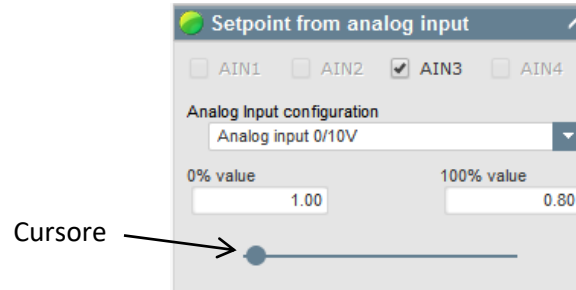 Setpoint from analog input
AIN1 AIN2 AIN3 AIN4
Analog Input configuration
Analog input 0/10V
0% value 100% value
1.00 0.80
Cursore